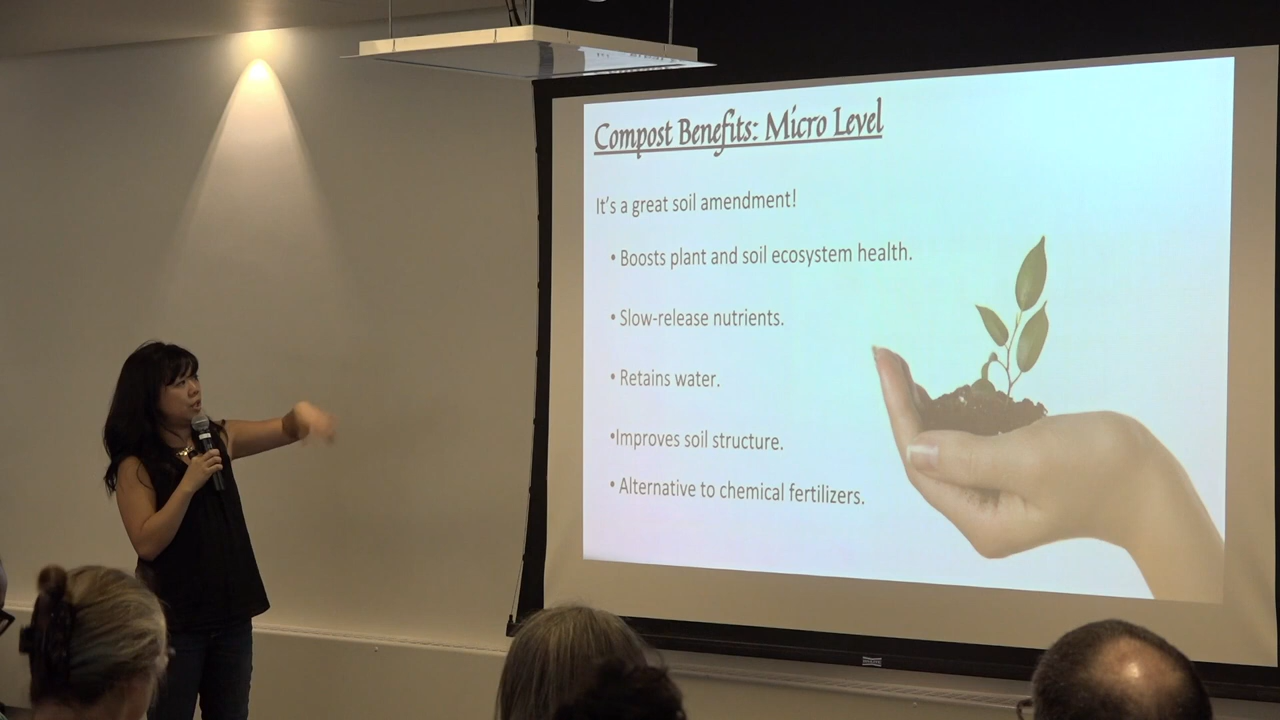 Compost Benefits: Micro Level
It's a great soil amendment!
• Boosts plant and soil ecosystem health.
• Slow-release nutrients.
• Retains water.
•Improves soil structure.
• Alternative to chemical fertilizers.